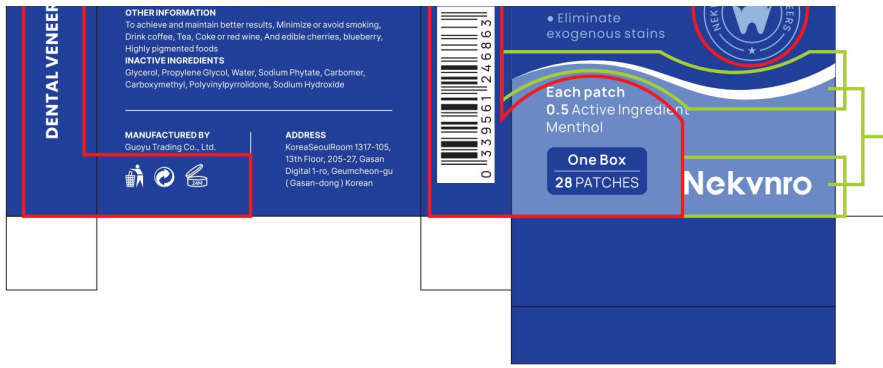 DENTAL VENEER
OTHER INFORMATION
To achieve and maintain better results, Minimize or avoid smoking,
Drink coffee, Tea, Coke or red wine, And edible cherries, blueberry,
Highly pigmented foods
INACTIVE INGREDIENTS
Glycerol, Propylene Glycol, Water, Sodium Phytate, Carbomer,
Carboxymethyl, Polyvinylpyrrolidone, Sodium Hydroxide
MANUFACTURED BY
Guoyu Trading Co., Ltd.
24M
ADDRESS
KoreaSeoulRoom 1317-105,
13th Floor, 205-27, Gasan
Digital 1-ro, Geumcheon-gu
( Gasan-dong ) Korean
0 339561 246863
• Eliminate
exogenous stains
NEK
EERS
Each patch
0.5 Active Ingredient
Menthol
One Box
28 PATCHES
Nekvnro